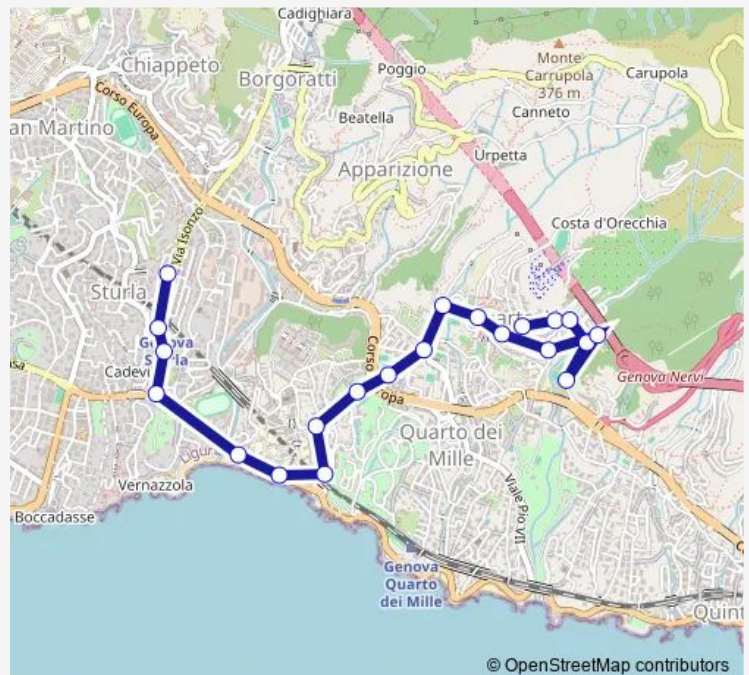 Cadighiara
Chiappeto
Borgoratti
Poggio
Monte
Carrupola
376 m
Carupola
Corso Europa
an Martino
Beatella
Canneto
Urpetta
Apparizione
Via Isonzo
Costa d'Orecchia
Sturla
Cadevi
Corso
Genova Nervi
Quarto dei
Mille
Vernazzola
Boccadasse
Viale Pio VII
Genova
Quarto
dei Mille
Quint
© OpenStreetMap contributors